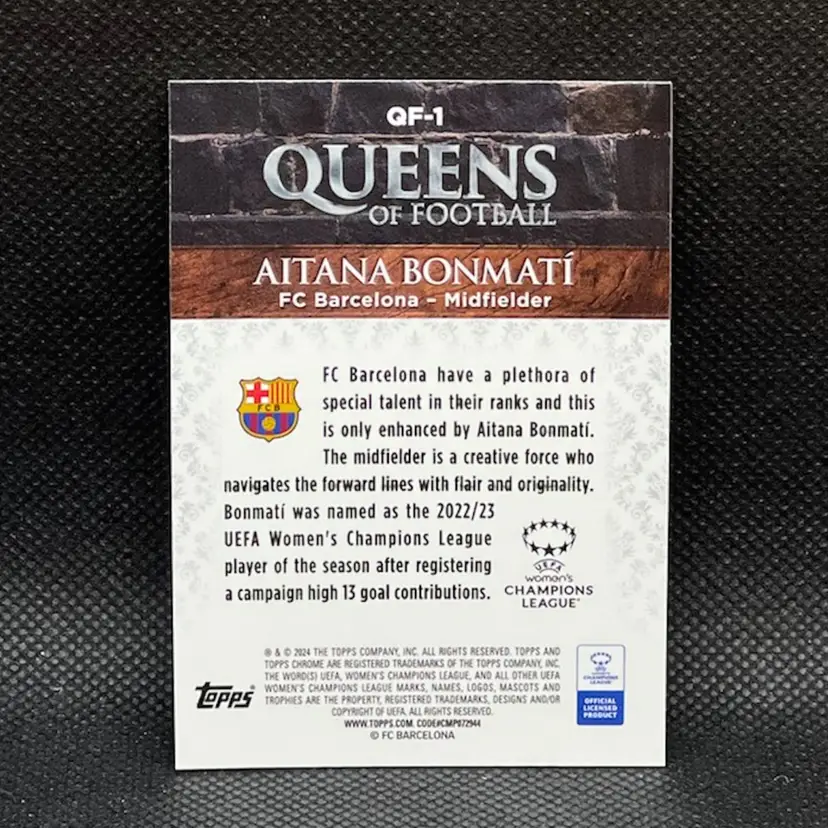 QF-1
QUEENS
OF FOOTBALL
AITANA BONMATÍ
FC Barcelona – Midfielder
FCB
FC Barcelona have a plethora of
special talent in their ranks and this
is only enhanced by Aitana Bonmatí.
The midfielder is a creative force who
navigates the forward lines with flair and originality.
Bonmatí was named as the 2022/23
UEFA Women's Champions League
player of the season after registering
a campaign high 13 goal contributions.
UEFA
women's
CHAMPIONS
LEAGUE
® & © 2024 THE TOPPS COMPANY, INC. ALL RIGHTS RESERVED. TOPPS AND
TOPPS CHROME ARE REGISTERED TRADEMARKS OF THE TOPPS COMPANY, INC.
THE WORD(S) UEFA, WOMEN'S CHAMPIONS LEAGUE, AND ALL OTHER UEFA
WOMEN'S CHAMPIONS LEAGUE MARKS, NAMES, LOGOS, MASCOTS AND
TROPHIES ARE THE PROPERTY, REGISTERED TRADEMARKS, DESIGNS AND/OR
COPYRIGHT OF UEFA. ALL RIGHTS RESERVED.
WWW.TOPPS.COM. CODE#CMP072944
© FC BARCELONA
topps®
CHAMPIONS
LEAGUE
OFFICIAL
LICENSED
PRODUCT